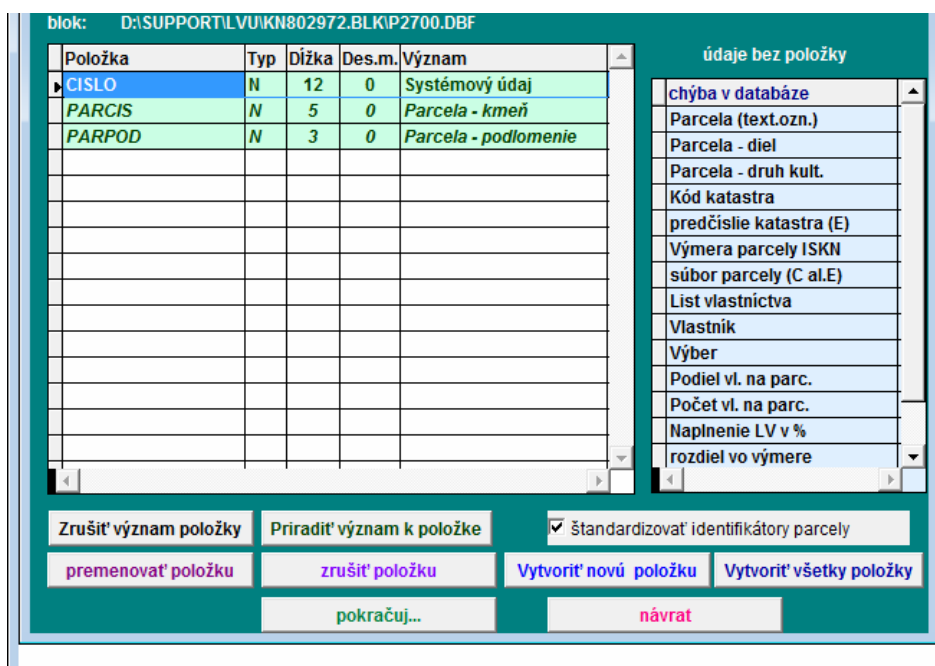 blok: D:\SUPPORT\LVU\KN802972.BLK\P2700.DBF
Položka Typ Dĺžka Des.m. Význam
CISLO N 12 0 Systémový údaj
PARCIS N 5 0 Parcela - kmeň
PARPOD N 3 0 Parcela - podlomenie
údaje bez položky
chýba v databáze
Parcela (text.ozn.)
Parcela - diel
Parcela - druh kult.
Kód katastra
predčíslie katastra (E)
Výmera parcely ISKN
súbor parcely (C al.E)
List vlastníctva
Vlastník
Výber
Podiel vl. na parc.
Počet vl. na parc.
Naplnenie LV v %
rozdiel vo výmere
Zrušiť význam položky Priradiť význam k položke štandardizovať identifikátory parcely
premenovať položku zrušiť položku Vytvoriť novú položku Vytvoriť všetky položky
pokračuj... návrat